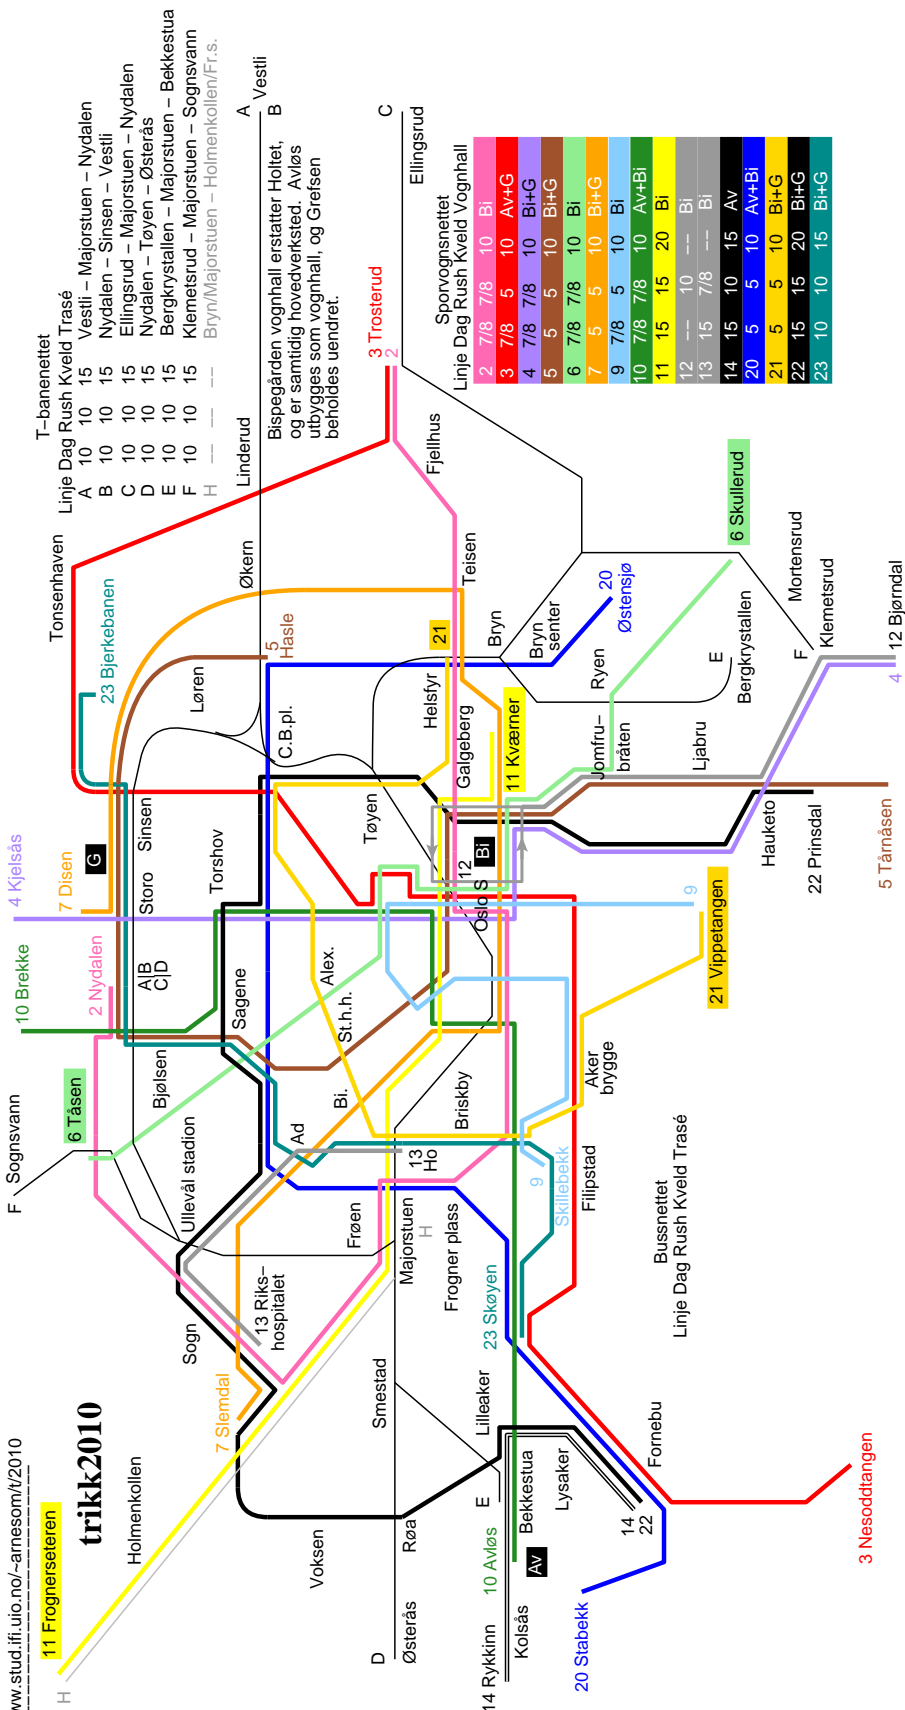 www.stud.ifi.uio.no/~arnesom/t/2010
trikk2010
T-banenettet
Linje Dag Rush Kveld Trasé
A 10 10 15 Vestli – Majorstuen – Nydalen
B 10 10 15 Nydalen – Sinsen – Vestli
C 10 10 15 Ellingsrud – Majorstuen – Nydalen
D 10 10 15 Nydalen – Tøyen – Østerås
E 10 10 15 Bergkrystallen – Majorstuen – Bekkestua
F 10 10 15 Klemetsrud – Majorstuen – Sognsvann
H –– –– –– Bryn/Majorstuen – Holmenkollen/Fr.s.
Bispegården vognhall erstatter Holtet,
og er samtidig hovedverksted. Avløs
utbygges som vognhall, og Grefsen
beholdes uendret.
Sporvognsnettet
Linje Dag Rush Kveld Vognhall
2 7/8 7/8 10 Bi
3 7/8 5 10 Av+G
4 7/8 7/8 10 Bi+G
5 5 5 10 Bi+G
6 7/8 7/8 10 Bi
7 5 5 10 Bi+G
9 7/8 5 10 Bi
10 7/8 7/8 10 Av+Bi
11 15 15 20 Bi
12 –– 10 –– Bi
13 15 7/8 –– Bi
14 15 10 15 Av
20 5 5 10 Av+Bi
21 5 5 10 Bi+G
22 15 15 20 Bi+G
23 10 10 15 Bi+G
Bussnettet
Linje Dag Rush Kveld Trasé
11 Frognerseteren
H
Holmenkollen
F Sognsvann
6 Tåsen
10 Brekke
4 Kjelsås
2 Nydalen
7 Disen
G
23 Bjerkebanen
Tonsenhaven
A
Vestli
B
C
Ellingsrud
3 Trosterud
2
Linderud
Økern
Løren
5
Hasle
Sinsen
Storo
A|B
C|D
Bjølsen
Ullevål stadion
Sogn
7 Slemdal
13 Riks–
hospitalet
Sagene
Torshov
C.B.pl.
Ad
Bi.
St.h.h.
Alex.
Tøyen
Helsfyr
21
Galgeberg
11 Kværner
Teisen
Fjellhus
Bryn
Bryn
senter
20
Østensjø
6 Skullerud
Ryen
Jomfru–
bråten
Ljabru
E
Bergkrystallen
Mortensrud
F
Klemetsrud
12 Bjørndal
4
Hauketo
22 Prinsdal
5 Tårnåsen
12
Bi
Oslo S
9
21 Vippetangen
Aker
brygge
Briskby
13
Ho
Frøen
Majorstuen
H
Frogner plass
9
Skillebekk
Filipstad
23 Skøyen
Voksen
Røa
Smestad
D
Østerås
E
Lilleaker
Bekkestua
10 Avløs
Av
14 Rykkinn
Kolsås
Lysaker
14
22
Fornebu
20 Stabekk
3 Nesoddtangen